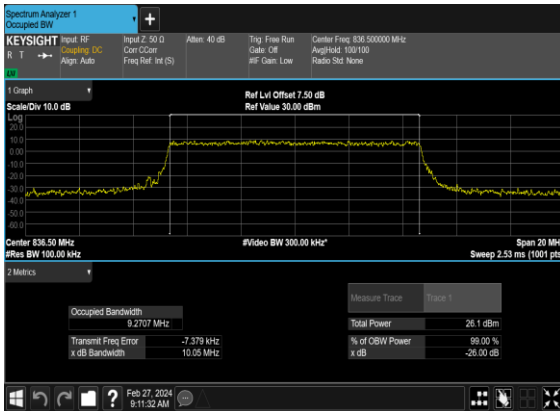 Spectrum Analyzer 1
Occupied BW
KEYSIGHT
R T
LXI
Input: RF
Coupling: DC
Align: Auto
Input Z: 50 Ω
Corr CCorr
Freq Ref: Int (S)
Atten: 40 dB
Trig: Free Run
Gate: Off
#IF Gain: Low
Center Freq: 836.500000 MHz
Avg|Hold: 100/100
Radio Std: None
1 Graph
Scale/Div 10.0 dB
Ref Lvl Offset 7.50 dB
Ref Value 30.00 dBm
Log
20.0
10.0
0.00
-10.0
-20.0
-30.0
-40.0
-50.0
-60.0
Center 836.50 MHz
#Res BW 100.00 kHz
#Video BW 300.00 kHz*
Span 20 MH
Sweep 2.53 ms (1001 pts
2 Metrics
Measure Trace Trace 1
Occupied Bandwidth
9.2707 MHz
Total Power 26.1 dBm
Transmit Freq Error -7.379 kHz
% of OBW Power 99.00 %
x dB Bandwidth 10.05 MHz
x dB -26.00 dB
?
Feb 27, 2024
9:11:32 AM